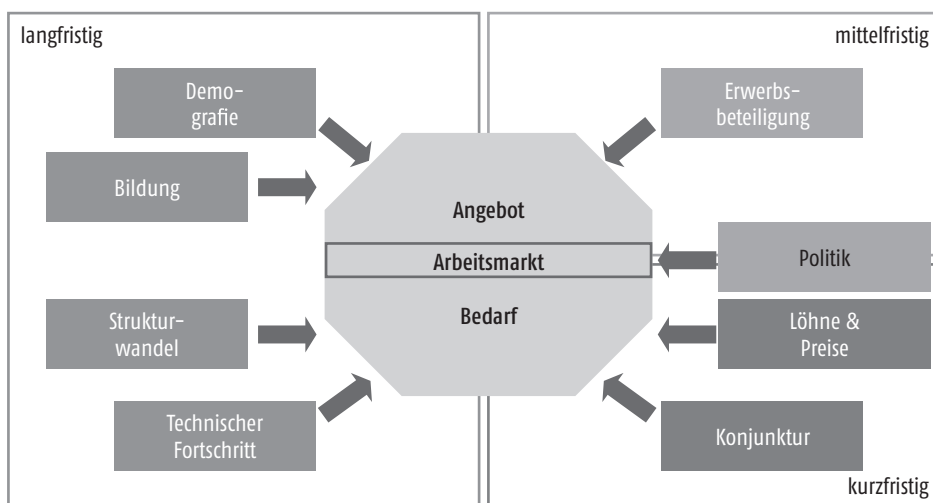 langfristig
mittelfristig
Demo-
grafie
Erwerbs-
beteiligung
Bildung
Angebot
Arbeitsmarkt
Politik
Bedarf
Struktur-
wandel
Löhne &
Preise
Technischer
Fortschritt
Konjunktur
kurzfristig